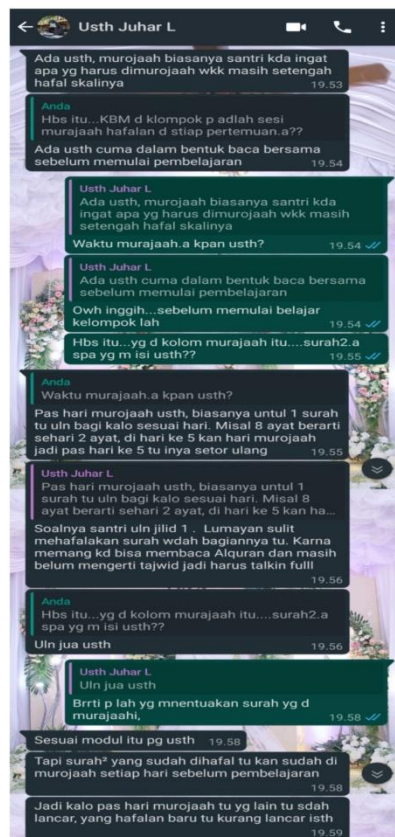 Usth Juhar L
Ada usth, murojaah biasanya santri kda ingat
apa yg harus dimurojaah wkk masih setengah
hafal skalinya
19.53
Anda
Hbs itu...KBM d klompok p adlah sesi
murajaah hafalan d stiap pertemuan.a??
Ada usth cuma dalam bentuk baca bersama
sebelum memulai pembelajaran
19.54
Usth Juhar L
Ada usth, murojaah biasanya santri kda
ingat apa yg harus dimurojaah wkk masih
setengah hafal skalinya
Waktu murajaah.a kpan usth?
19.54
Usth Juhar L
Ada usth cuma dalam bentuk baca bersama
sebelum memulai pembelajaran
Owh inggih...sebelum memulai belajar
kelompok lah
19.54
Hbs itu...yg d kolom murajaah itu....surah2.a
spa yg m isi usth??
19.55
Anda
Waktu murajaah.a kpan usth?
Pas hari murojaah usth, biasanya untul 1 surah
tu uln bagi kalo sesuai hari. Misal 8 ayat berarti
sehari 2 ayat, di hari ke 5 kan hari murojaah
jadi pas hari ke 5 tu inya setor ulang
19.55
Usth Juhar L
Pas hari murojaah usth, biasanya untul 1
surah tu uln bagi kalo sesuai hari. Misal 8
ayat berarti sehari 2 ayat, di hari ke 5 kan ha...
Soalnya santri uln jilid 1 . Lumayan sulit
mehafalakan surah wdah bagiannya tu. Karna
memang kd bisa membaca Alquran dan masih
belum mengerti tajwid jadi harus talkin fulll
19.56
Anda
Hbs itu...yg d kolom murajaah itu....surah2.a
spa yg m isi usth??
Uln jua usth
19.56
Usth Juhar L
Uln jua usth
Brrti p lah yg mnentuakan surah yg d
murajaahi,
19.58
Sesuai modul itu pg usth
19.58
Tapi surah² yang sudah dihafal tu kan sudah di
murojaah setiap hari sebelum pembelajaran
19.58
Jadi kalo pas hari murojaah tu yg lain tu sdah
lancar, yang hafalan baru tu kurang lancar isth
19.59